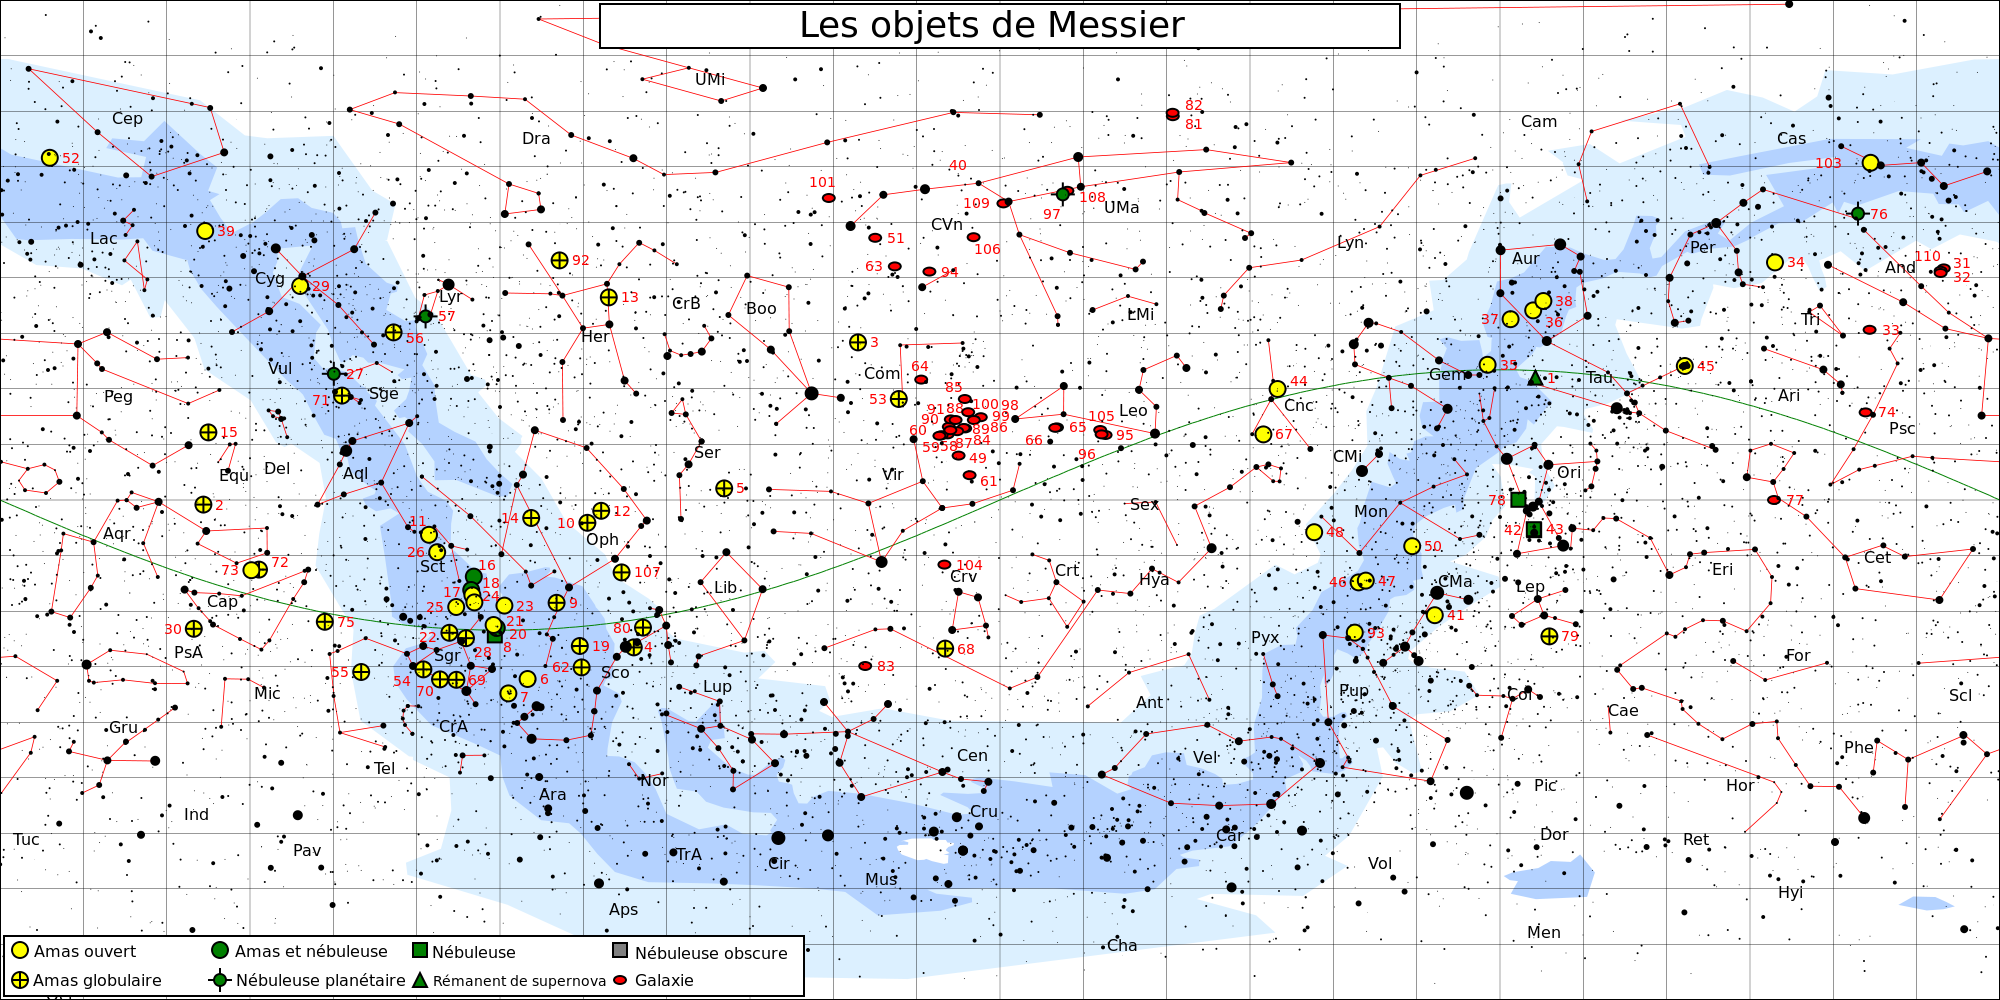 Les objets de Messier
UMi
82
81
Cep
Cam
Dra
Cas
52
40
103
101
109
108
UMa
97
76
39
CVn
Lac
51
106
Lyn
Per
92
63
94
Aur
34
And
110
31
32
Cyg
29
Lyr
13
CrB
Boo
LMi
38
57
Her
37
36
Tri
56
3
33
Vul
27
Com
64
35
45
Gem
1
Tau
Peg
71
Sge
53
85
44
Cnc
Ari
91
88
100
98
Leo
105
74
90
99
86
65
95
15
60
89
66
67
Psc
59
58
87
84
96
Ser
49
CMi
Equ
Del
Aql
Vir
61
Ori
2
14
5
Sex
78
77
12
10
Mon
11
Aqr
Oph
48
42
43
26
50
72
Sct
16
104
Cet
73
107
Crv
Crt
Hya
Eri
18
Lib
46
47
CMa
Lep
17
24
Cap
25
23
9
41
75
21
30
22
20
80
93
79
8
19
4
Pyx
PsA
28
68
Sgr
For
55
62
Sco
83
54
69
6
Mic
70
7
Lup
Ant
Pup
Col
Scl
Cae
Gru
CrA
Phe
Tel
Cen
Vel
Nor
Pic
Hor
Ara
Ind
Cru
Tuc
Car
Dor
Ret
Pav
TrA
Cir
Vol
Mus
Hyi
Aps
Men
Cha
Amas ouvert
Amas et nébuleuse
Nébuleuse
Nébuleuse obscure
Amas globulaire
Nébuleuse planétaire
Rémanent de supernova
Galaxie